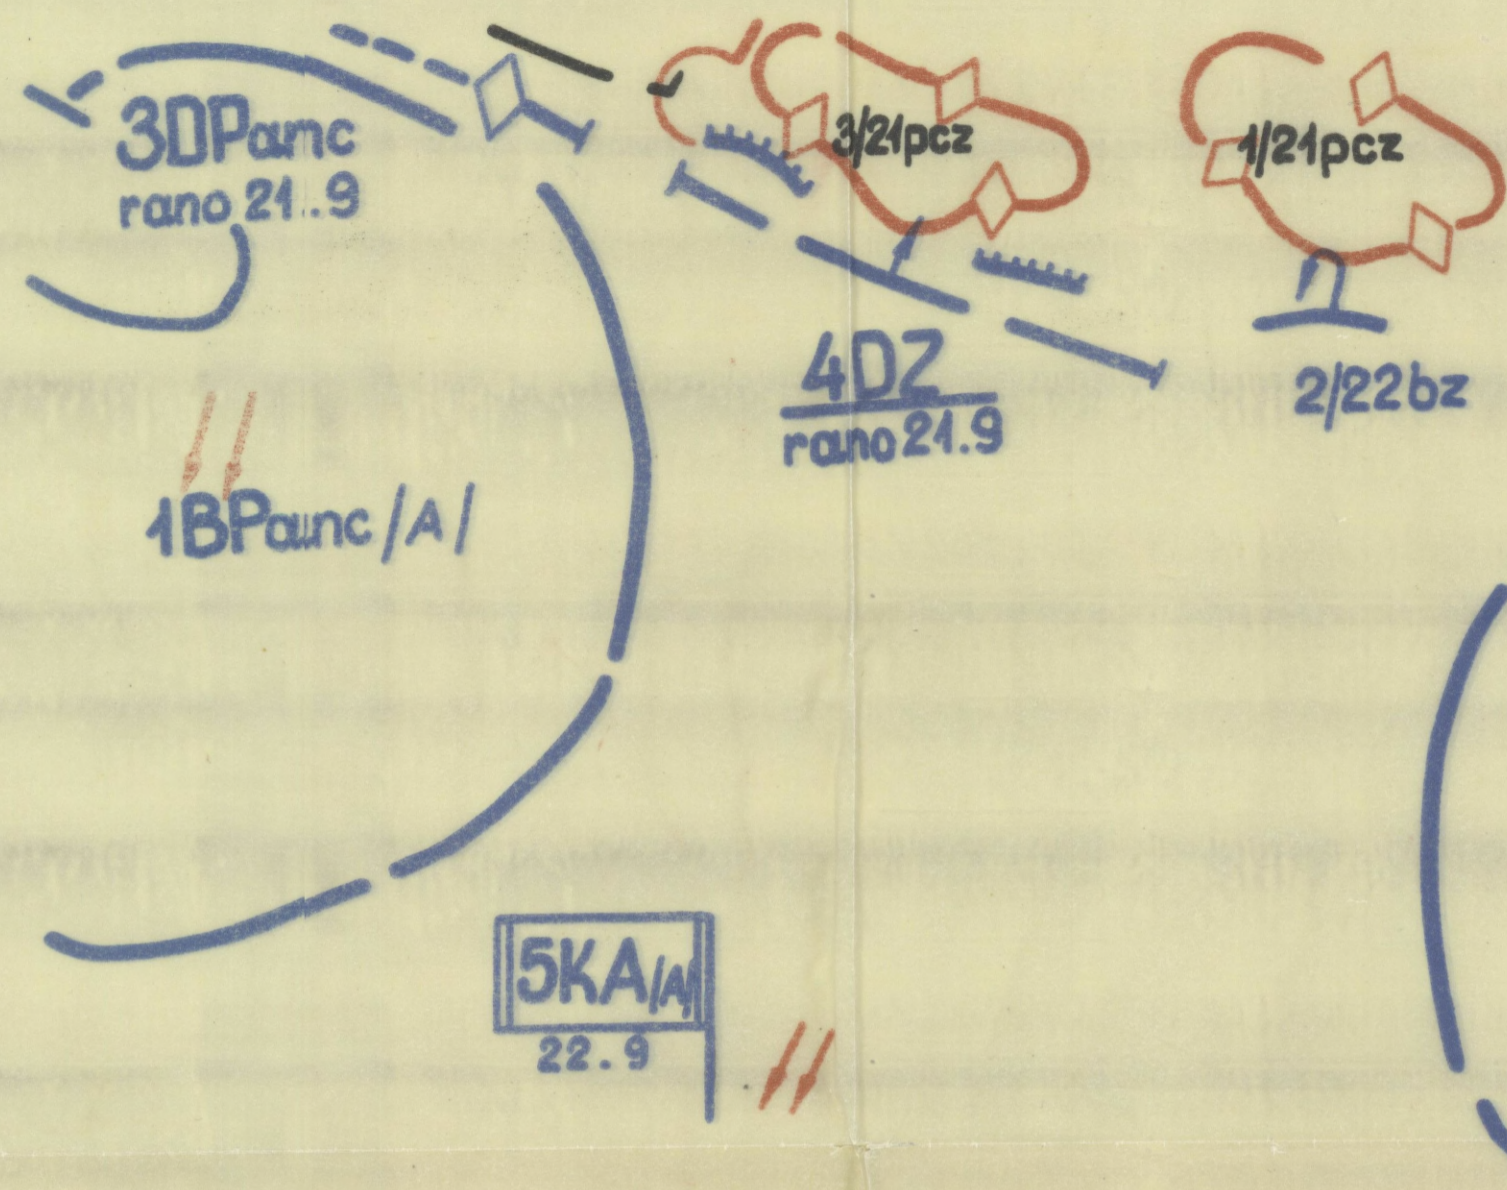 3DPanc
rano 21.9
3/21pcz
1/21pcz
4DZ
rano 21.9
2/22bz
1BPanc/A/
5KA/A/
22.9